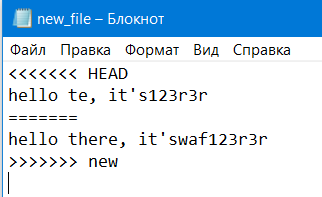 new_file – Блокнот
Файл Правка Формат Вид Справка
<<<<<<< HEAD
hello te, it's123r3r
=======
hello there, it'swaf123r3r
>>>>>>> new